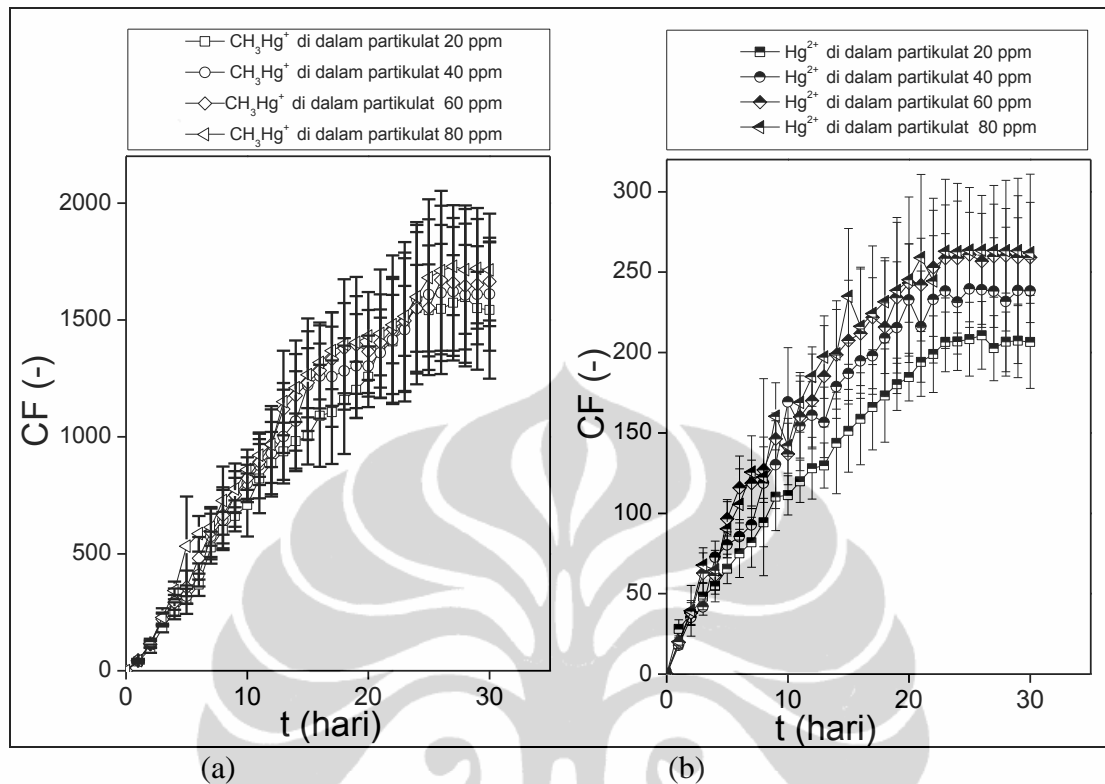 CH₃Hg⁺ di dalam partikulat 20 ppm
CH₃Hg⁺ di dalam partikulat 40 ppm
CH₃Hg⁺ di dalam partikulat 60 ppm
CH₃Hg⁺ di dalam partikulat 80 ppm
2000
1500
1000
500
0
CF (-)
0 10 20 30
t (hari)
(a)
Hg²⁺ di dalam partikulat 20 ppm
Hg²⁺ di dalam partikulat 40 ppm
Hg²⁺ di dalam partikulat 60 ppm
Hg²⁺ di dalam partikulat 80 ppm
300
250
200
150
100
50
0
CF (-)
0 10 20 30
t (hari)
(b)